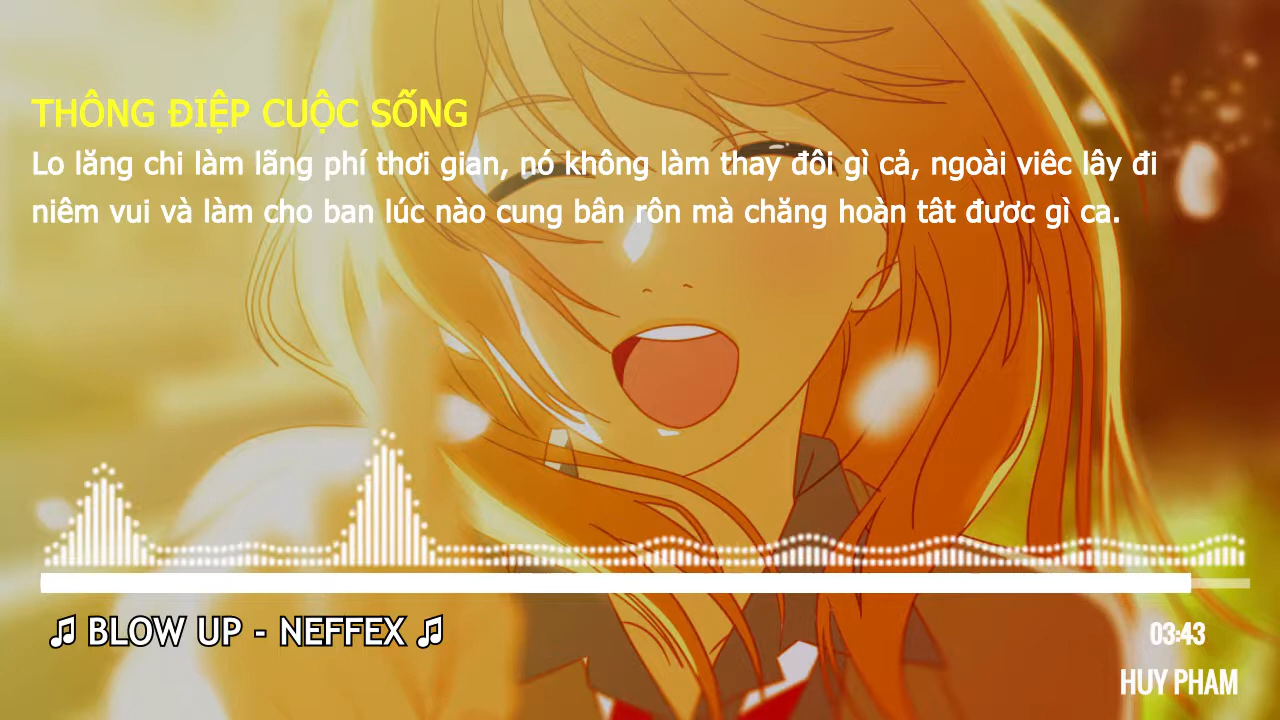 THÔNG ĐIỆP CUỘC SỐNG
Lo lăng chi làm lãng phí thơi gian, nó không làm thay đôi gì cả, ngoài viêc lây đi
niêm vui và làm cho ban lúc nào cung bân rôn mà chăng hoàn tât đươc gì ca.
♫ BLOW UP - NEFFEX ♫
03:43
HUY PHAM